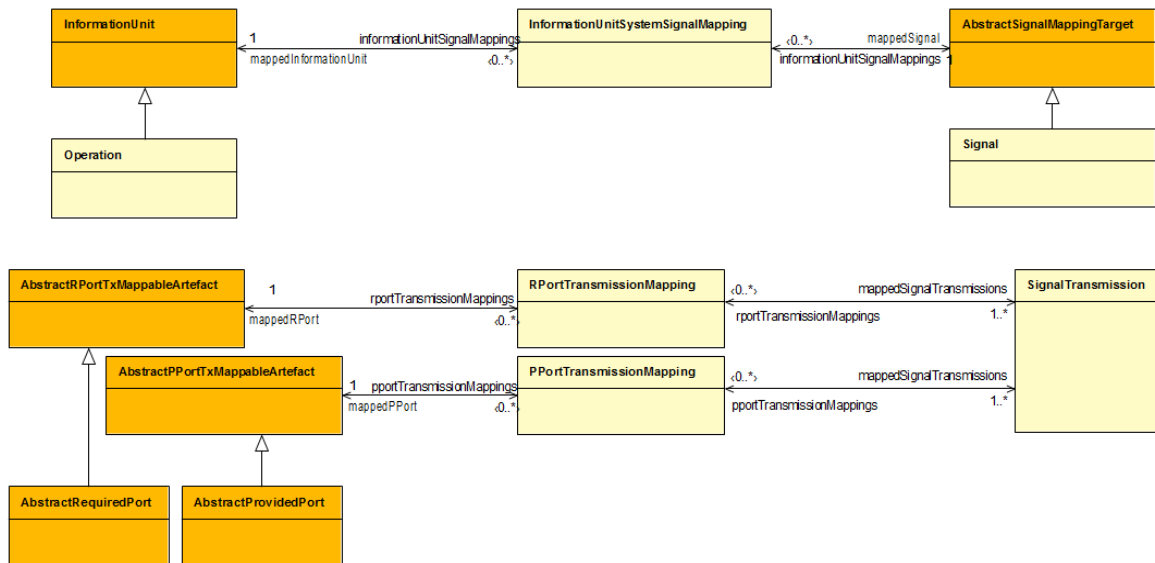 InformationUnit
InformationUnitSystemSignalMapping
AbstractSignalMappingTarget
1
informationUnitSignalMappings
mappedInformationUnit
‹0..*›
‹0..*›
mappedSignal
informationUnitSignalMappings
1
Operation
Signal
AbstractRPortTxMappableArtefact
RPortTransmissionMapping
SignalTransmission
1
rportTransmissionMappings
mappedRPort
‹0..*›
‹0..*›
mappedSignalTransmissions
rportTransmissionMappings
1..*
AbstractPPortTxMappableArtefact
PPortTransmissionMapping
1
pportTransmissionMappings
mappedPPort
‹0..*›
‹0..*›
mappedSignalTransmissions
pportTransmissionMappings
1..*
AbstractRequiredPort
AbstractProvidedPort